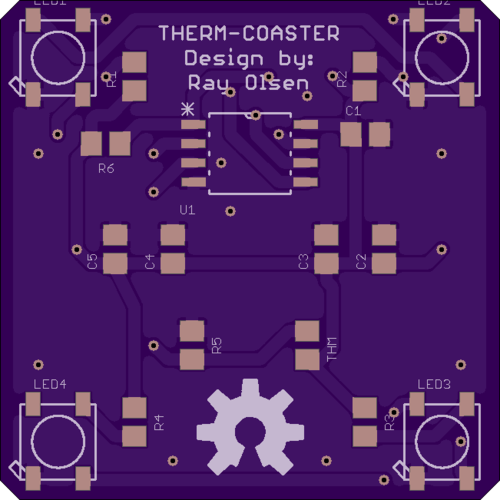 LED1
LED2
THERM-COASTER
Design by:
Ray Olsen
R1
R2
C1
R6
U1
C5
C4
C3
C2
R5
THM
LED4
LED3
R4
R3